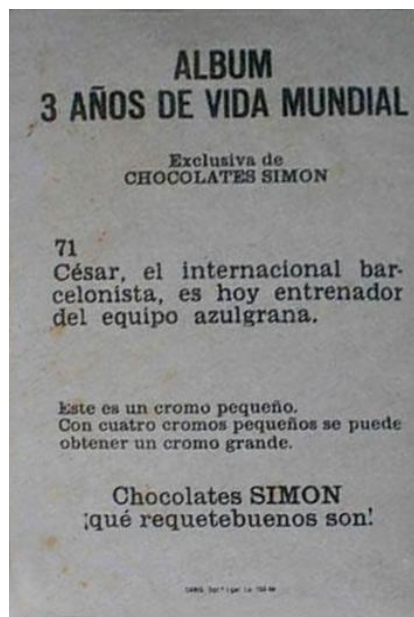 ALBUM
3 AÑOS DE VIDA MUNDIAL
Exclusiva de
CHOCOLATES SIMON
71
César, el internacional bar-
celonista, es hoy entrenador
del equipo azulgrana.
Este es un cromo pequeño.
Con cuatro cromos pequeños se puede
obtener un cromo grande.
Chocolates SIMON
¡qué requetebuenos son!